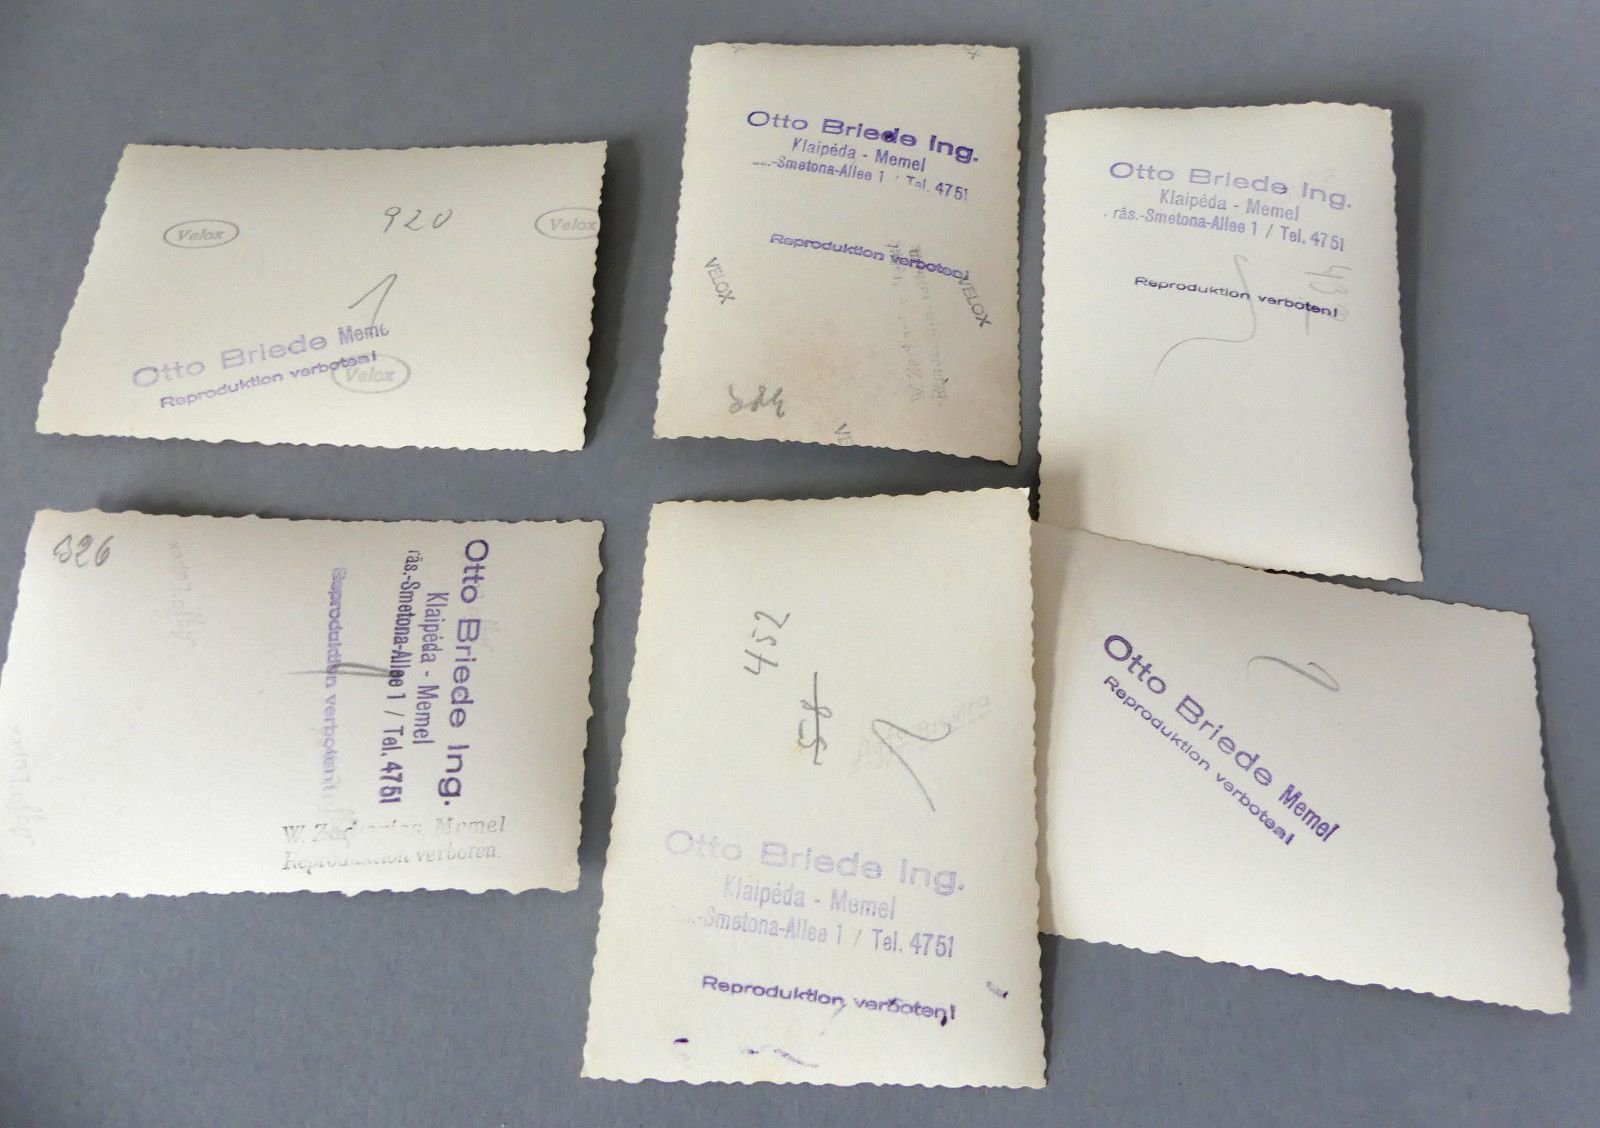 Velox
920
Velox
1
Otto Briede
Reproduktion verboten!
Velox
Otto Briede Ing.
Klaipėda - Memel
-Smetona-Allee 1 / Tel. 4751
Reproduktion verboten!
VELOX
VELOX
Otto Briede Ing.
Klaipėda - Memel
räs.-Smetona-Allee 1 / Tel. 4751
Reproduktion verboten!
Otto Briede Ing.
Klaipėda - Memel
räs.-Smetona-Allee 1 / Tel. 4751
Reproduktion verboten!
W. Memel
Reproduktion verboten.
452
Otto Briede Ing.
Klaipėda - Memel
-Smetona-Allee 1 / Tel. 4751
Reproduktion verboten!
Otto Briede Memel
Reproduktion verboten!